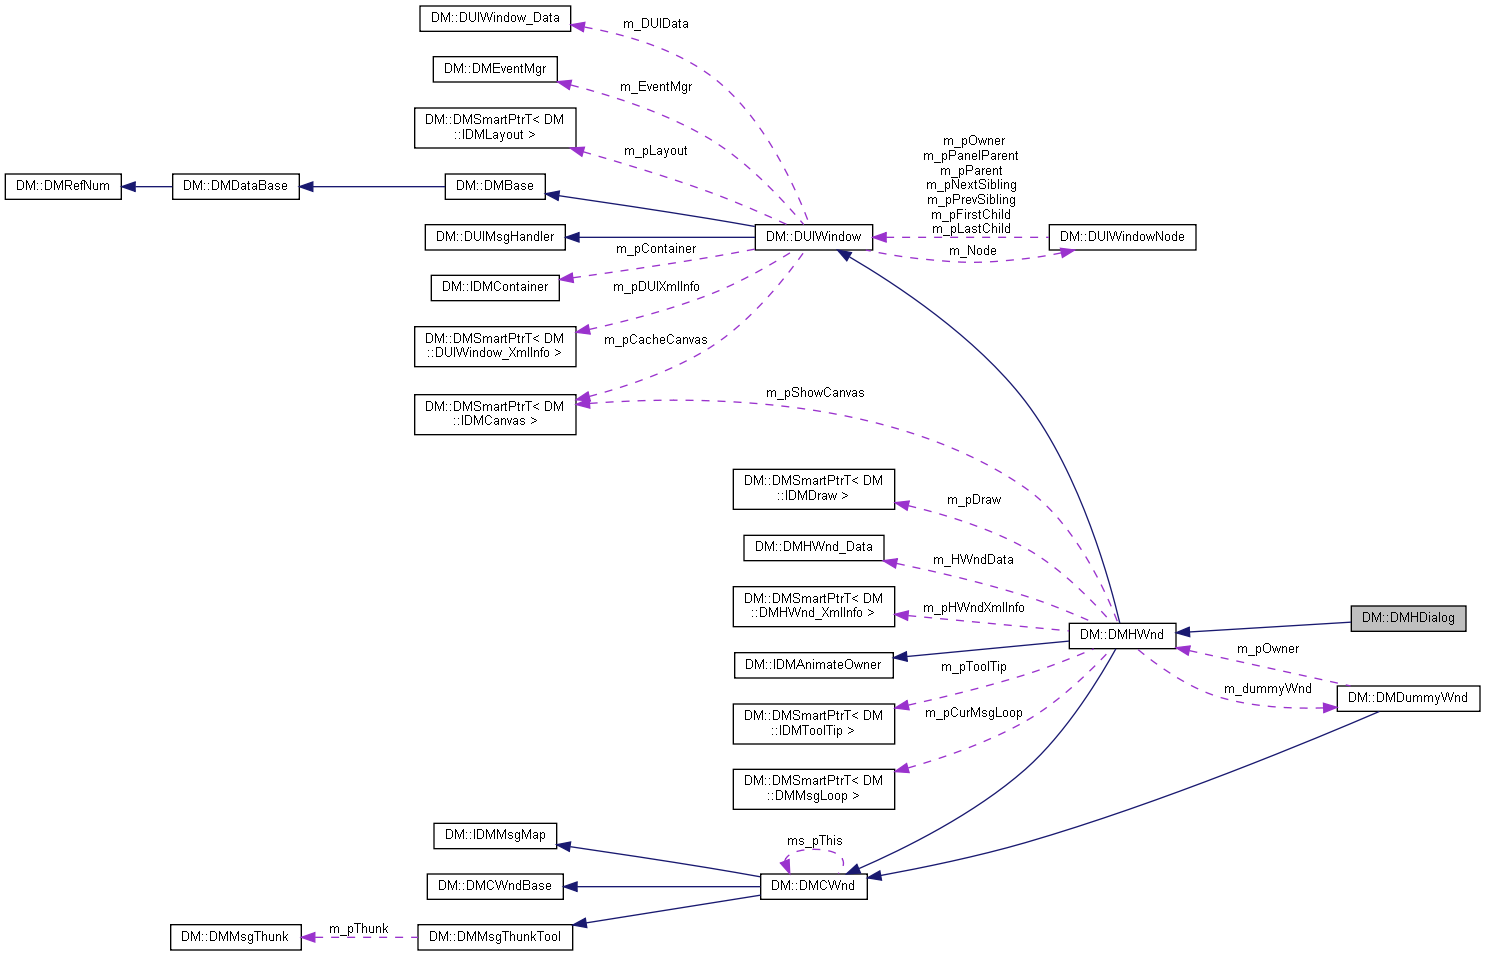 DM::DUIWindow_Data
m_DUIData
DM::DMEventMgr
m_EventMgr
DM::DMSmartPtrT< DM
::IDMLayout >
m_pLayout
m_pOwner
m_pPanelParent
m_pParent
m_pNextSibling
m_pPrevSibling
m_pFirstChild
m_pLastChild
DM::DMRefNum
DM::DMDataBase
DM::DMBase
DM::DUIMsgHandler
DM::DUIWindow
DM::DUIWindowNode
m_pContainer
m_Node
DM::IDMContainer
m_pDUIXmlInfo
DM::DMSmartPtrT< DM
::DUIWindow_XmlInfo >
m_pCacheCanvas
DM::DMSmartPtrT< DM
::IDMCanvas >
m_pShowCanvas
DM::DMSmartPtrT< DM
::IDMDraw >
m_pDraw
DM::DMHWnd_Data
m_HWndData
DM::DMSmartPtrT< DM
::DMHWnd_XmlInfo >
m_pHWndXmlInfo
DM::DMHWnd
DM::DMHDialog
DM::IDMAnimateOwner
m_pToolTip
m_pOwner
m_dummyWnd
DM::DMDummyWnd
DM::DMSmartPtrT< DM
::IDMToolTip >
m_pCurMsgLoop
DM::DMSmartPtrT< DM
::DMMsgLoop >
DM::IDMMsgMap
ms_pThis
DM::DMCWndBase
DM::DMCWnd
DM::DMMsgThunk
m_pThunk
DM::DMMsgThunkTool